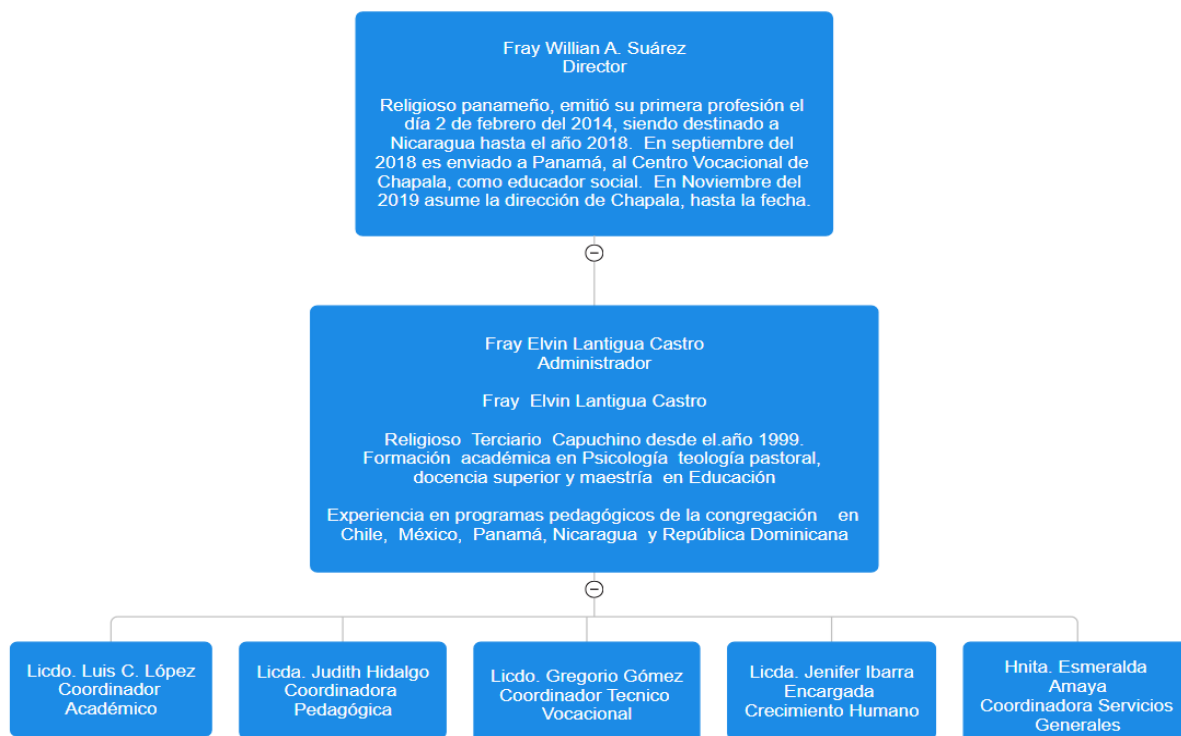 Fray Willian A. Suárez
Director
Religioso panameño, emitió su primera profesión el
día 2 de febrero del 2014, siendo destinado a
Nicaragua hasta el año 2018. En septiembre del
2018 es enviado a Panamá, al Centro Vocacional de
Chapala, como educador social. En Noviembre del
2019 asume la dirección de Chapala, hasta la fecha.
Fray Elvin Lantigua Castro
Administrador
Fray Elvin Lantigua Castro
Religioso Terciario Capuchino desde el.año 1999.
Formación académica en Psicología teología pastoral,
docencia superior y maestría en Educación
Experiencia en programas pedagógicos de la congregación en
Chile, México, Panamá, Nicaragua y República Dominicana
Licdo. Luis C. López
Coordinador
Académico
Licda. Judith Hidalgo
Coordinadora
Pedagógica
Licdo. Gregorio Gómez
Coordinador Tecnico
Vocacional
Licda. Jenifer Ibarra
Encargada
Crecimiento Humano
Hnita. Esmeralda
Amaya
Coordinadora Servicios
Generales